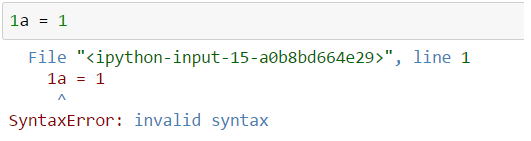 1a = 1
File "<ipython-input-15-a0b8bd664e29>", line 1
1a = 1
^
SyntaxError: invalid syntax